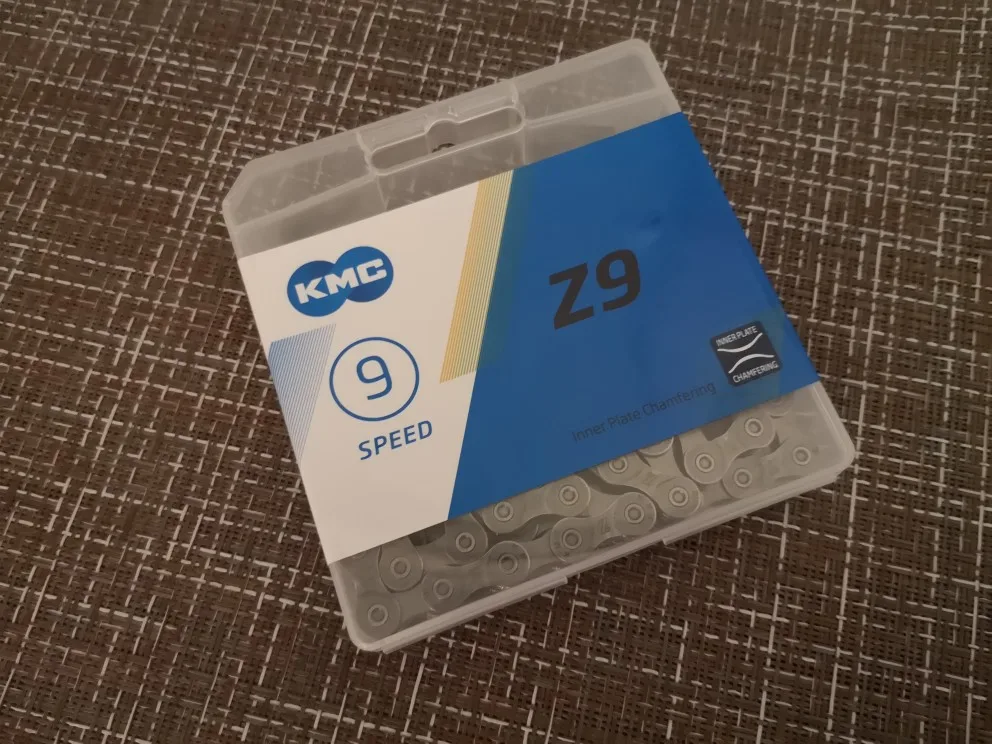 KMC
9
SPEED
Z9
INNER PLATE
CHAMFERING
Inner Plate Chamfering